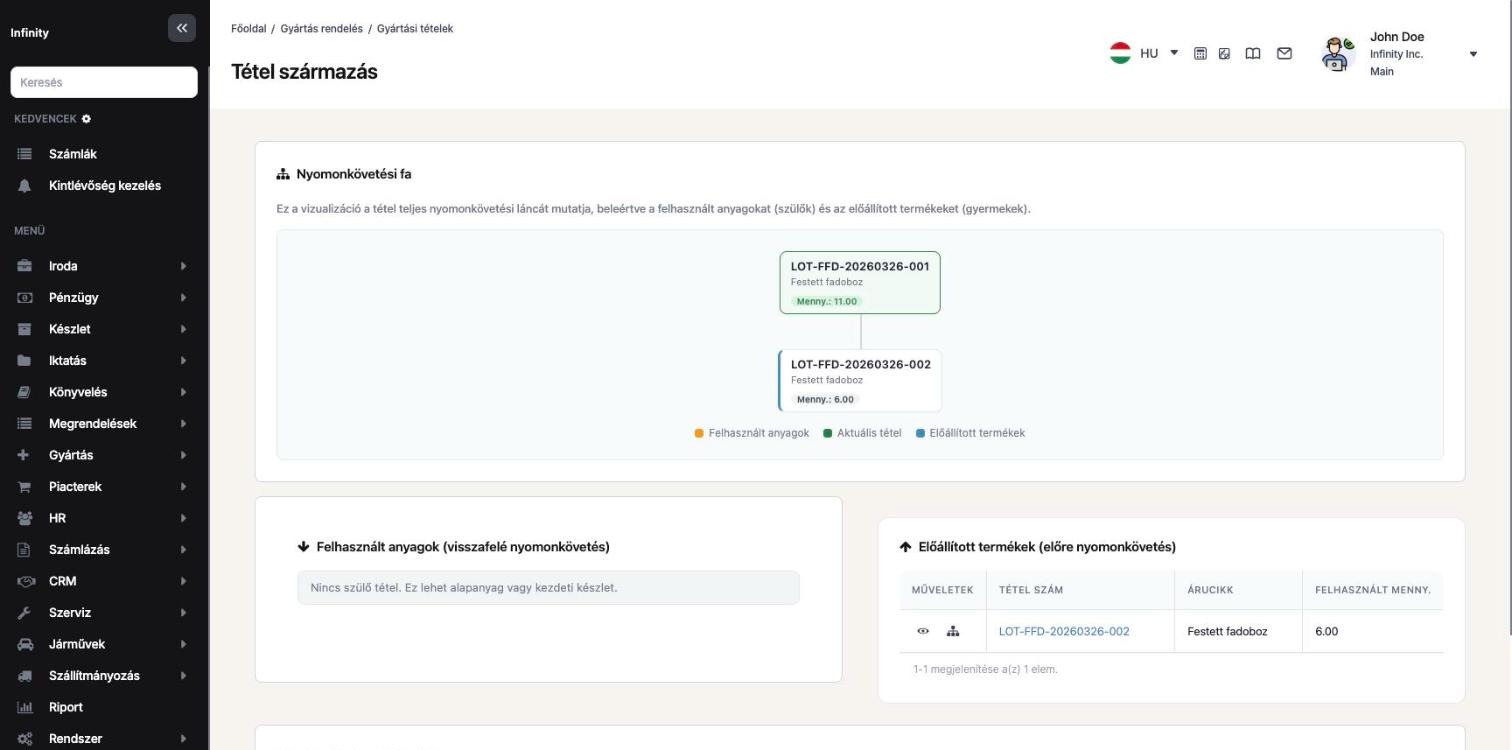 Infinity
Keresés
KEDVENCEK
Számlák
Kintlévőség kezelés
MENÜ
Iroda
Pénzügy
Készlet
Iktatás
Könyvelés
Megrendelések
Gyártás
Piacterek
HR
Számlázás
CRM
Szerviz
Járművek
Szállítmányozás
Riport
Rendszer
Főoldal / Gyártás rendelés / Gyártási tételek
Tétel származás
HU
John Doe
Infinity Inc.
Main
Nyomonkövetési fa
Ez a vizualizáció a tétel teljes nyomonkövetési láncát mutatja, beleértve a felhasznált anyagokat (szülők) és az előállított termékeket (gyermekek).
LOT-FFD-20260326-001
Festett fadoboz
Menny.: 11.00
LOT-FFD-20260326-002
Festett fadoboz
Menny.: 6.00
Felhasznált anyagok Aktuális tétel Előállított termékek
Felhasznált anyagok (visszafelé nyomonkövetés)
Nincs szülő tétel. Ez lehet alapanyag vagy kezdeti készlet.
Előállított termékek (előre nyomonkövetés)
MŰVELETEK TÉTEL SZÁM ÁRUCIKK FELHASZNÁLT MENNY.
LOT-FFD-20260326-002 Festett fadoboz 6.00
1-1 megjelenítése a(z) 1 elem.